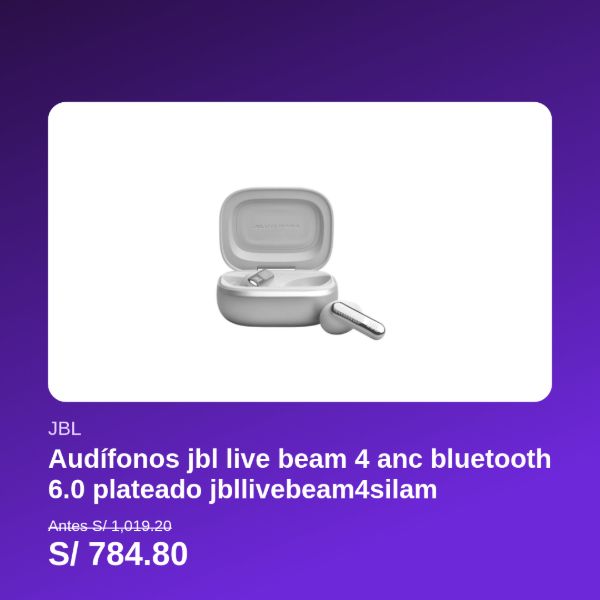 JBL
Audífonos jbl live beam 4 anc bluetooth
6.0 plateado jbllivebeam4silam
Antes S/ 1,019.20
S/ 784.80